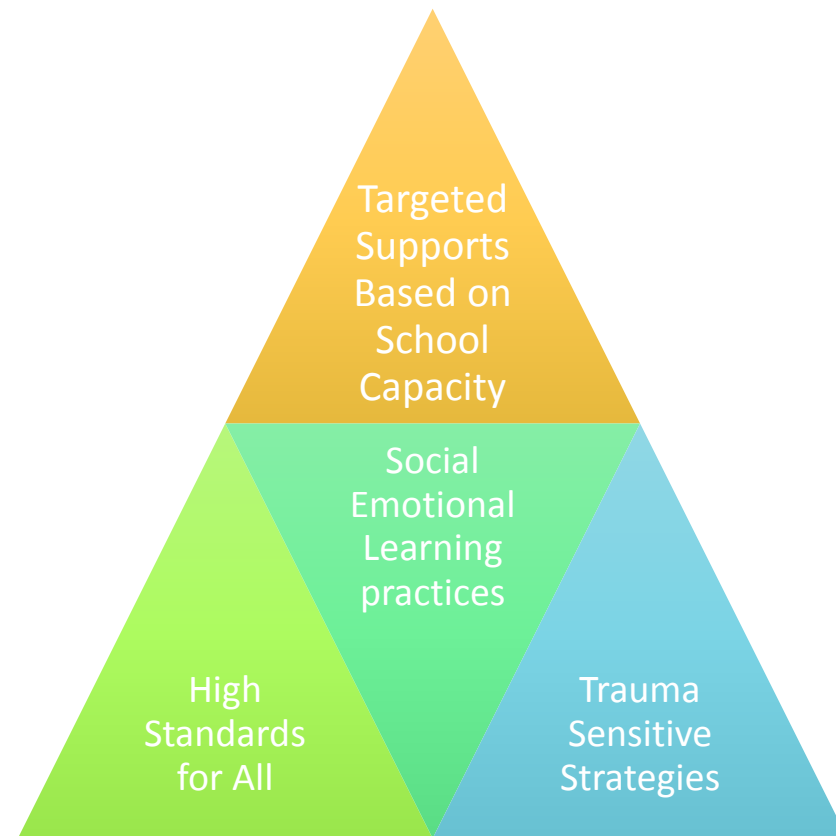 Targeted
Supports
Based on
School
Capacity
Social
Emotional
Learning
practices
High
Standards
for All
Trauma
Sensitive
Strategies